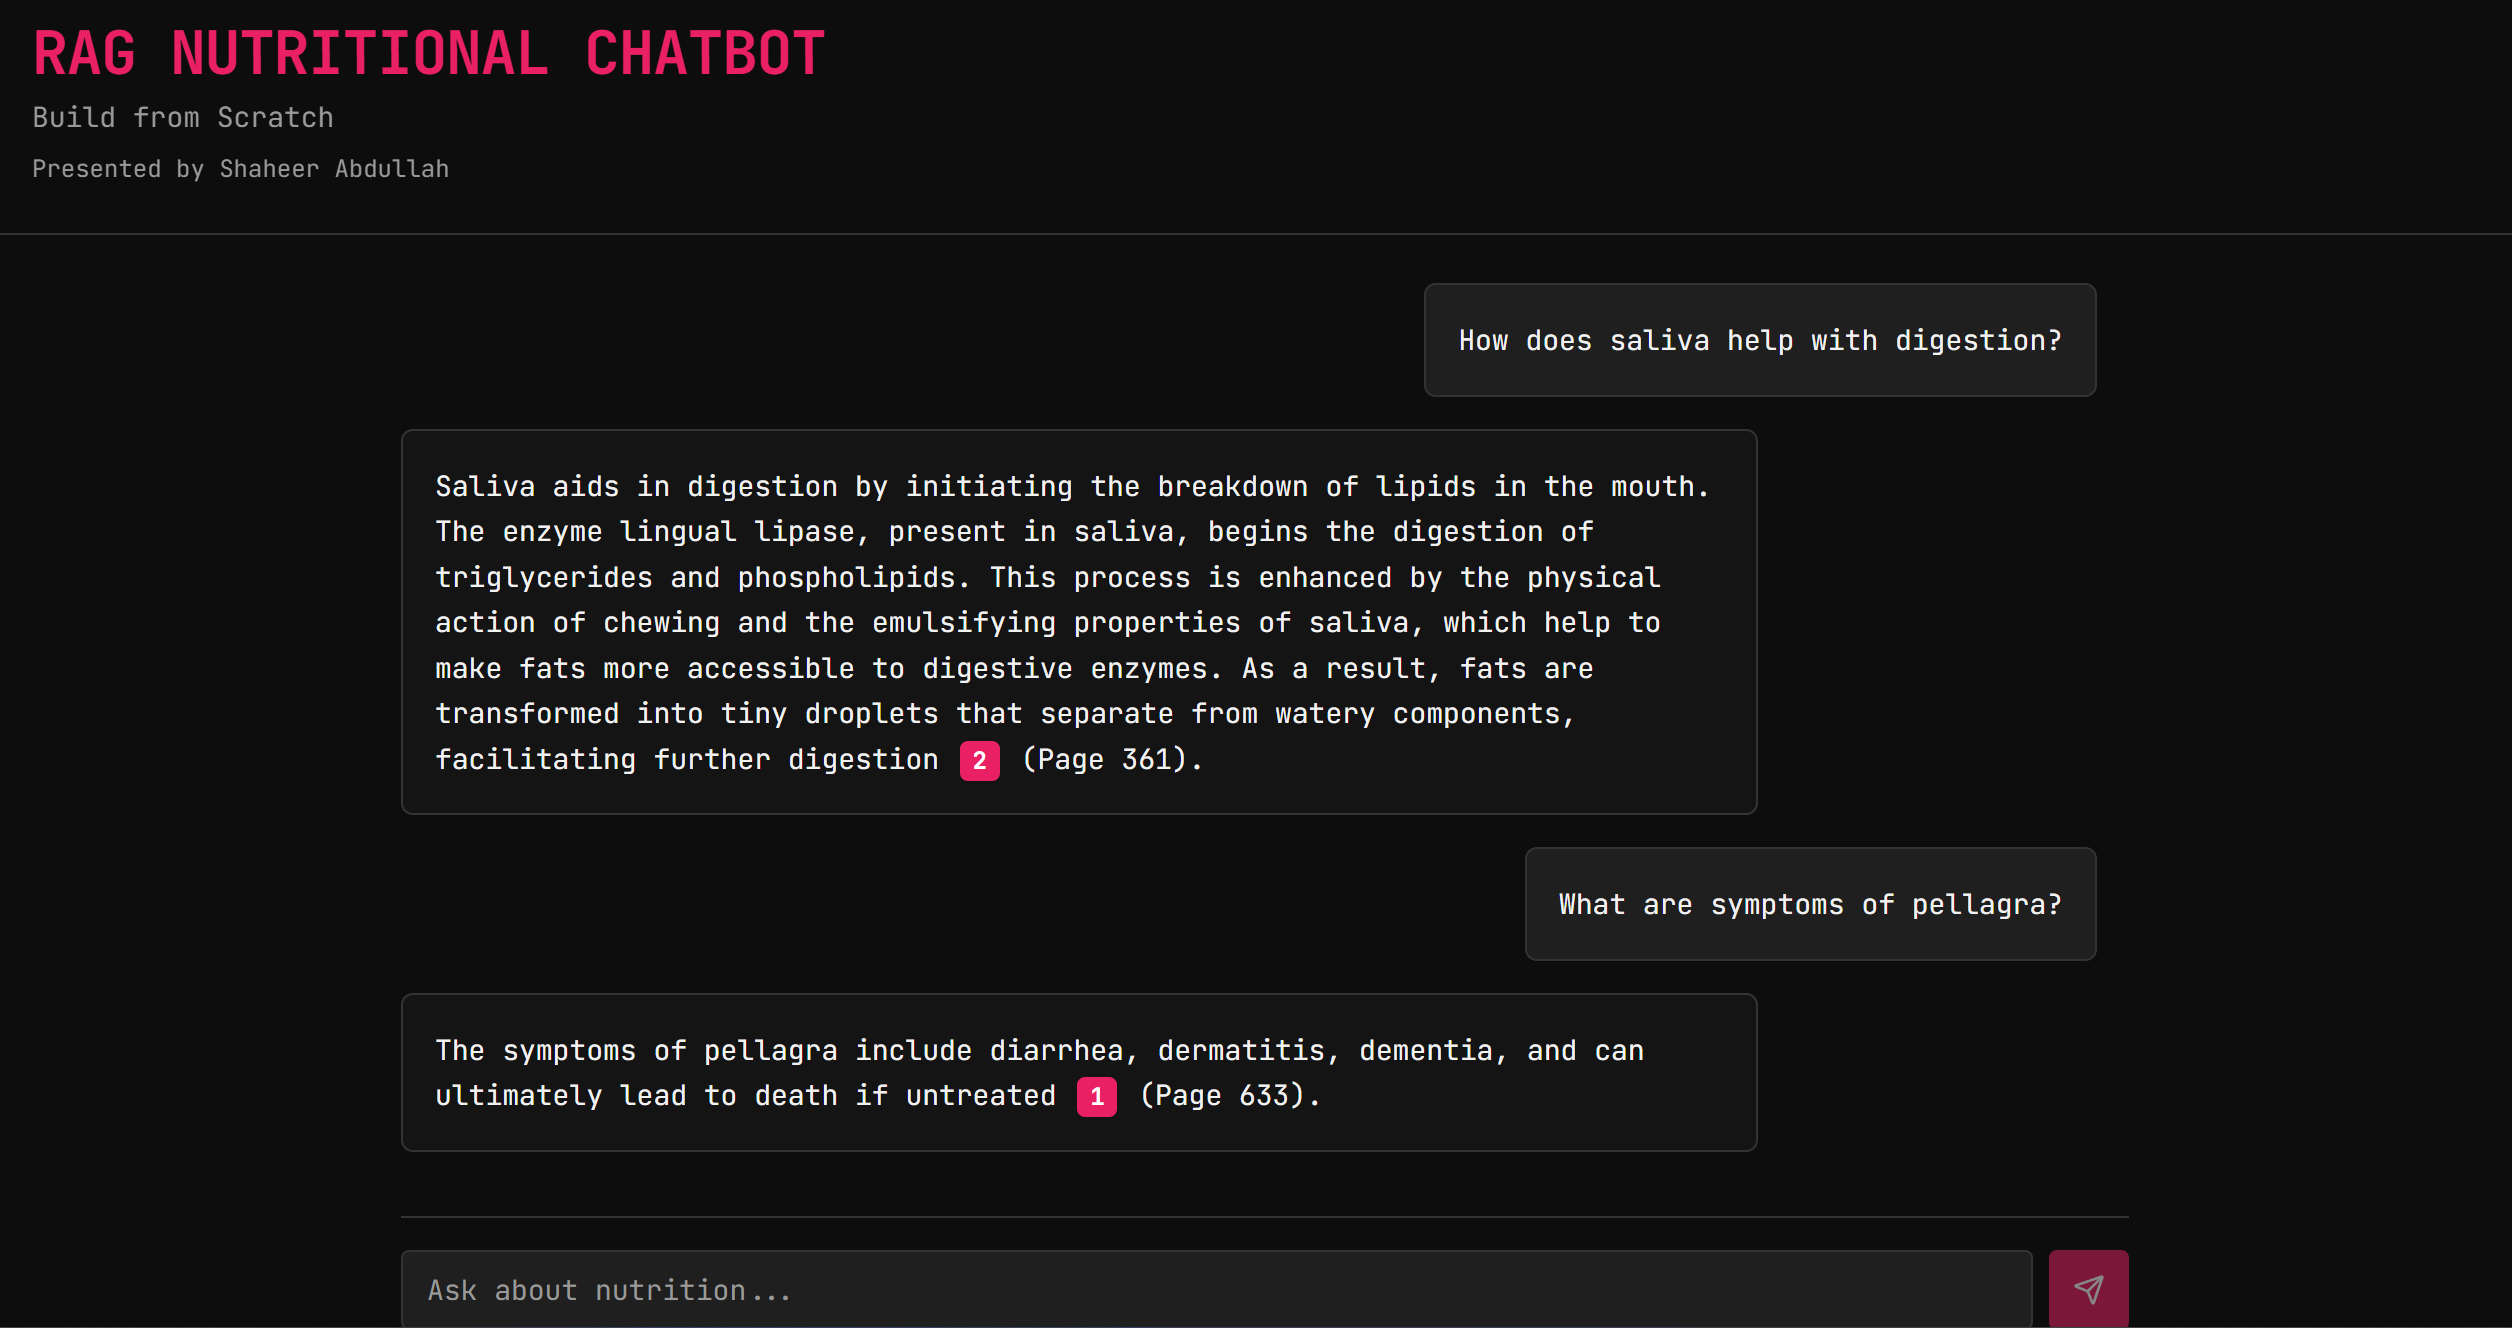 RAG NUTRITIONAL CHATBOT
Build from Scratch
Presented by Shaheer Abdullah
How does saliva help with digestion?
Saliva aids in digestion by initiating the breakdown of lipids in the mouth.
The enzyme lingual lipase, present in saliva, begins the digestion of
triglycerides and phospholipids. This process is enhanced by the physical
action of chewing and the emulsifying properties of saliva, which help to
make fats more accessible to digestive enzymes. As a result, fats are
transformed into tiny droplets that separate from watery components,
facilitating further digestion 2 (Page 361).
What are symptoms of pellagra?
The symptoms of pellagra include diarrhea, dermatitis, dementia, and can
ultimately lead to death if untreated 1 (Page 633).
Ask about nutrition...